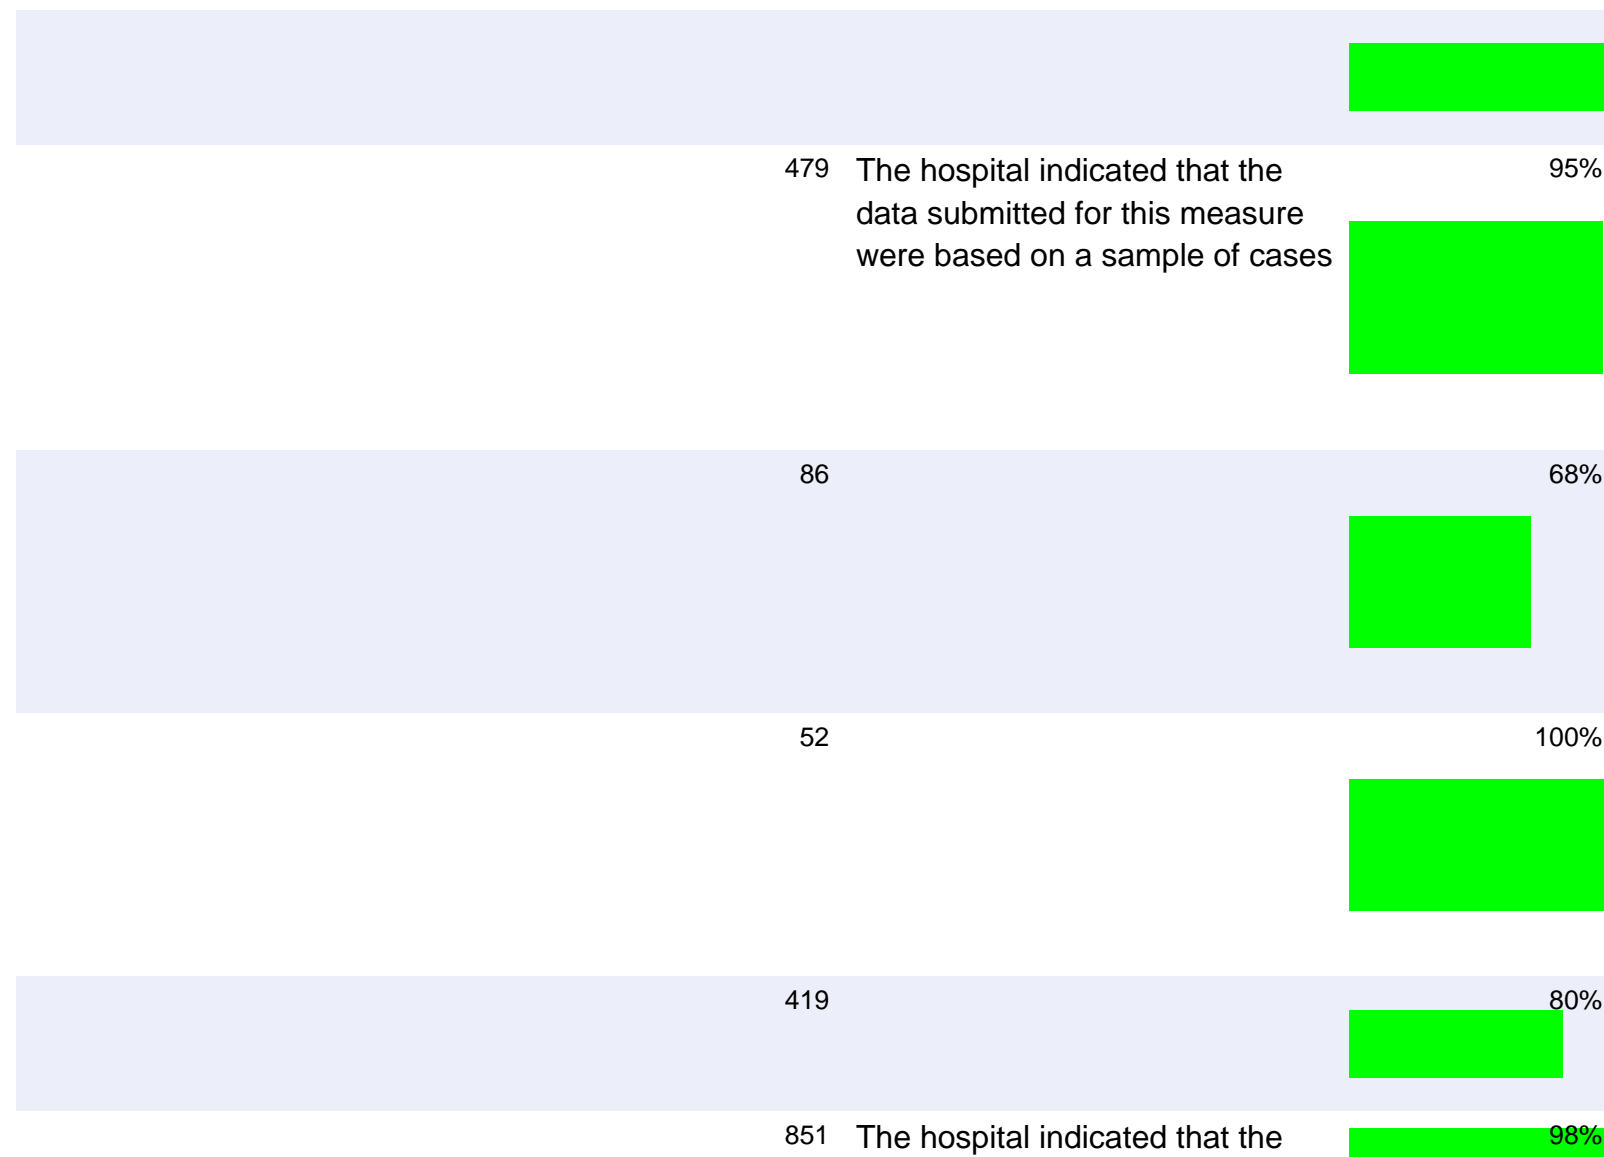 479 The hospital indicated that the 95%
data submitted for this measure
were based on a sample of cases
86 68%
52 100%
419 80%
851 The hospital indicated that the 98%